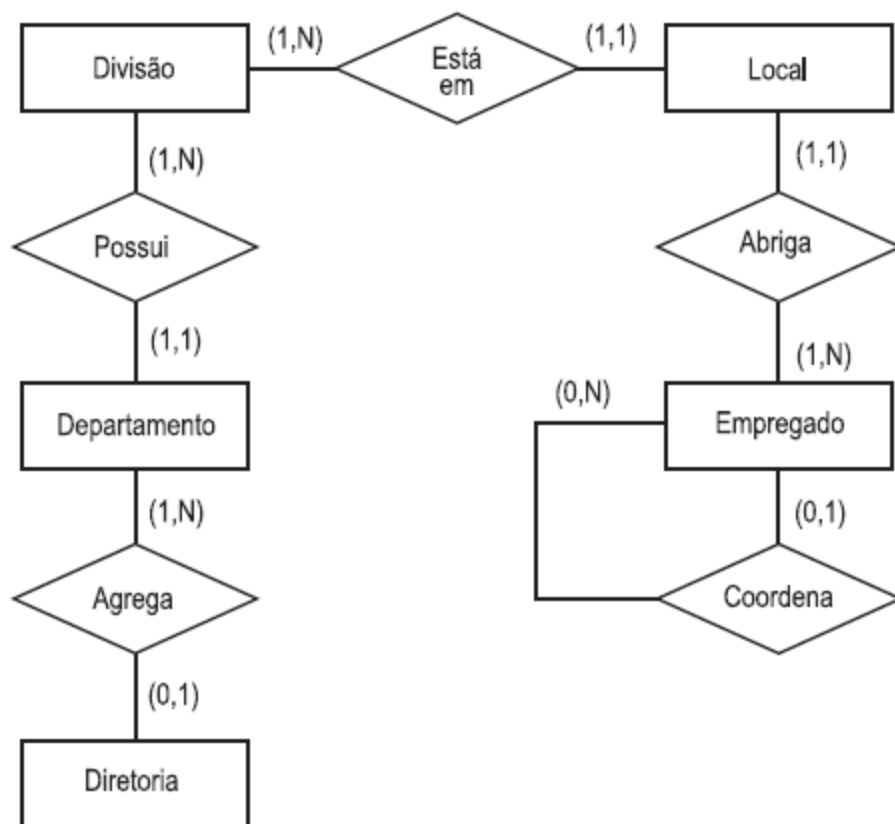 Divisão
(1,N)
Está
em
(1,1)
Local
(1,N)
(1,1)
Possui
Abriga
(1,1)
(1,N)
Departamento
(0,N)
Empregado
(1,N)
(0,1)
Agrega
Coordena
(0,1)
Diretoria